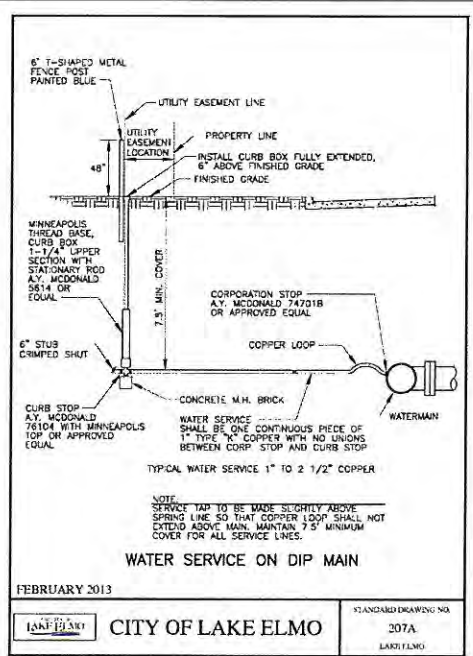 6' T-SHAPED METAL
FENCE POST
PAINTED BLUE
UTILITY EASEMENT LINE
UTILITY
EASEMENT
LOCATION
PROPERTY LINE
INSTALL CURB BOX FULLY EXTENDED,
6" ABOVE FINISHED GRADE
FINISHED GRADE
48"
MINNEAPOLIS
THREAD BASE,
CURB BOX
1-1/4" UPPER
SECTION WITH
STATIONARY ROD
A.Y. MCDONALD
5614 OR
EQUAL
7.5' MIN. COVER
CORPORATION STOP
A.Y. MCDONALD 74701B
OR APPROVED EQUAL
COPPER LOOP
6" STUB
CRIMPED SHUT
CONCRETE M.H. BRICK
WATERMAIN
CURB STOP
A.Y. MCDONALD
76104 WITH MINNEAPOLIS
TOP OR APPROVED
EQUAL
WATER SERVICE
SHALL BE ONE CONTINUOUS PIECE OF
1" TYPE "K" COPPER WITH NO UNIONS
BETWEEN CORP. STOP AND CURB STOP
TYPICAL WATER SERVICE 1" TO 2 1/2" COPPER
NOTE:
SERVICE TAP TO BE MADE SLIGHTLY ABOVE
SPRING LINE SO THAT COPPER LOOP SHALL NOT
EXTEND ABOVE MAIN. MAINTAIN 7.5' MINIMUM
COVER FOR ALL SERVICE LINES.
WATER SERVICE ON DIP MAIN
FEBRUARY 2013
LAKE ELMO
CITY OF LAKE ELMO
STANDARD DRAWING NO.
207A
LAKE ELMO